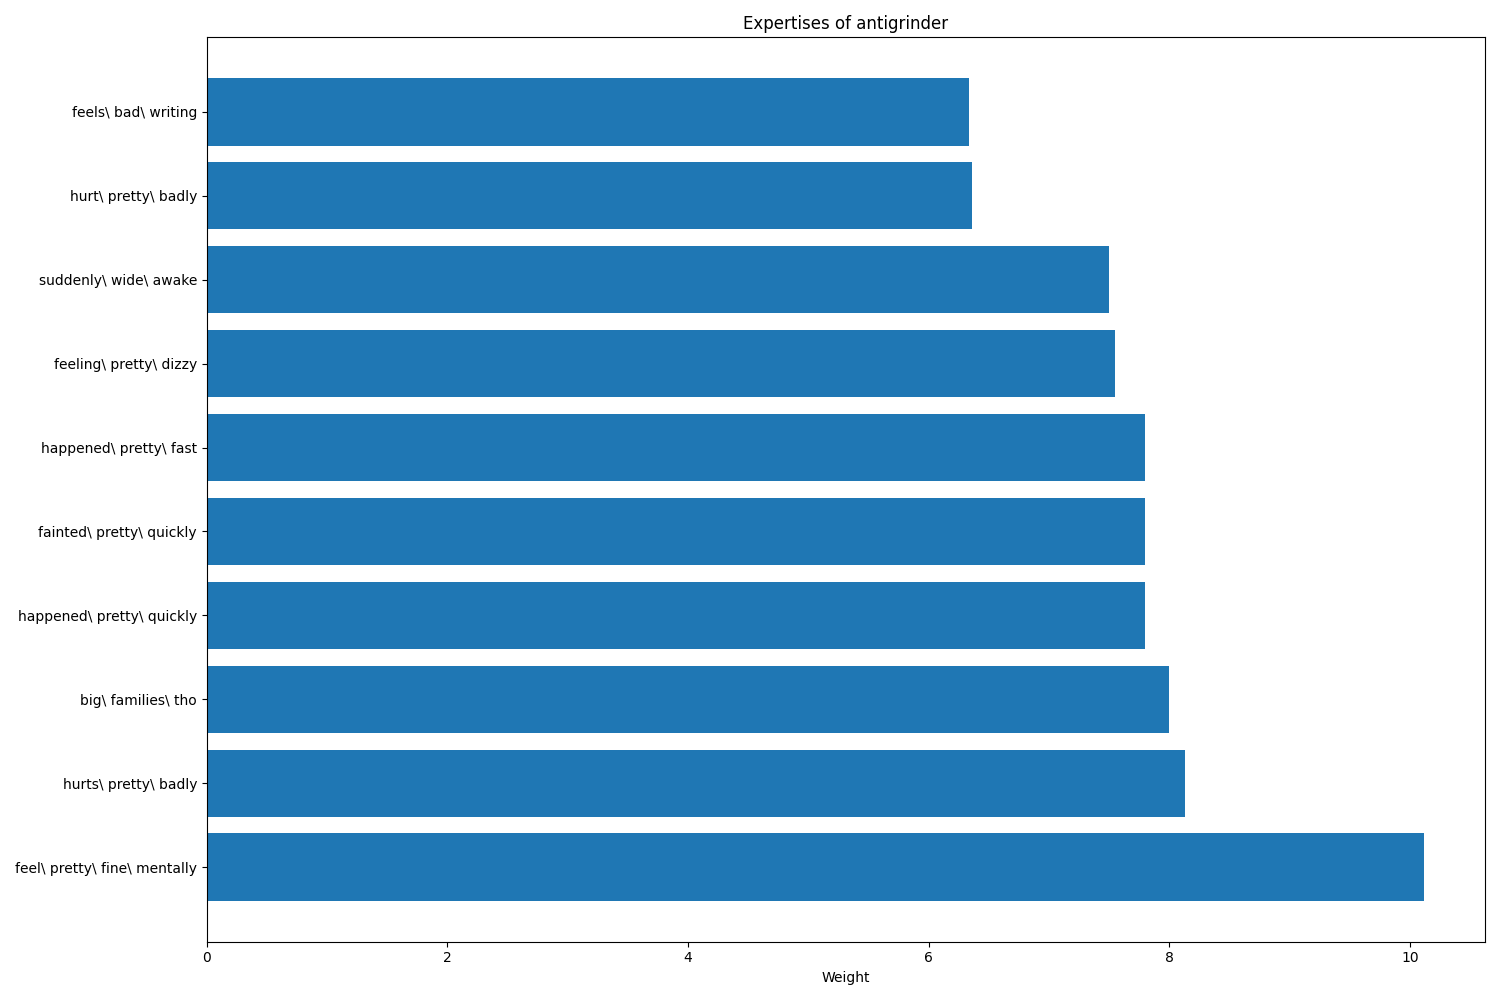 Expertises of antigrinder
feels\ bad\ writing
hurt\ pretty\ badly
suddenly\ wide\ awake
feeling\ pretty\ dizzy
happened\ pretty\ fast
fainted\ pretty\ quickly
happened\ pretty\ quickly
big\ families\ tho
hurts\ pretty\ badly
feel\ pretty\ fine\ mentally
0 2 4 6 8 10
Weight